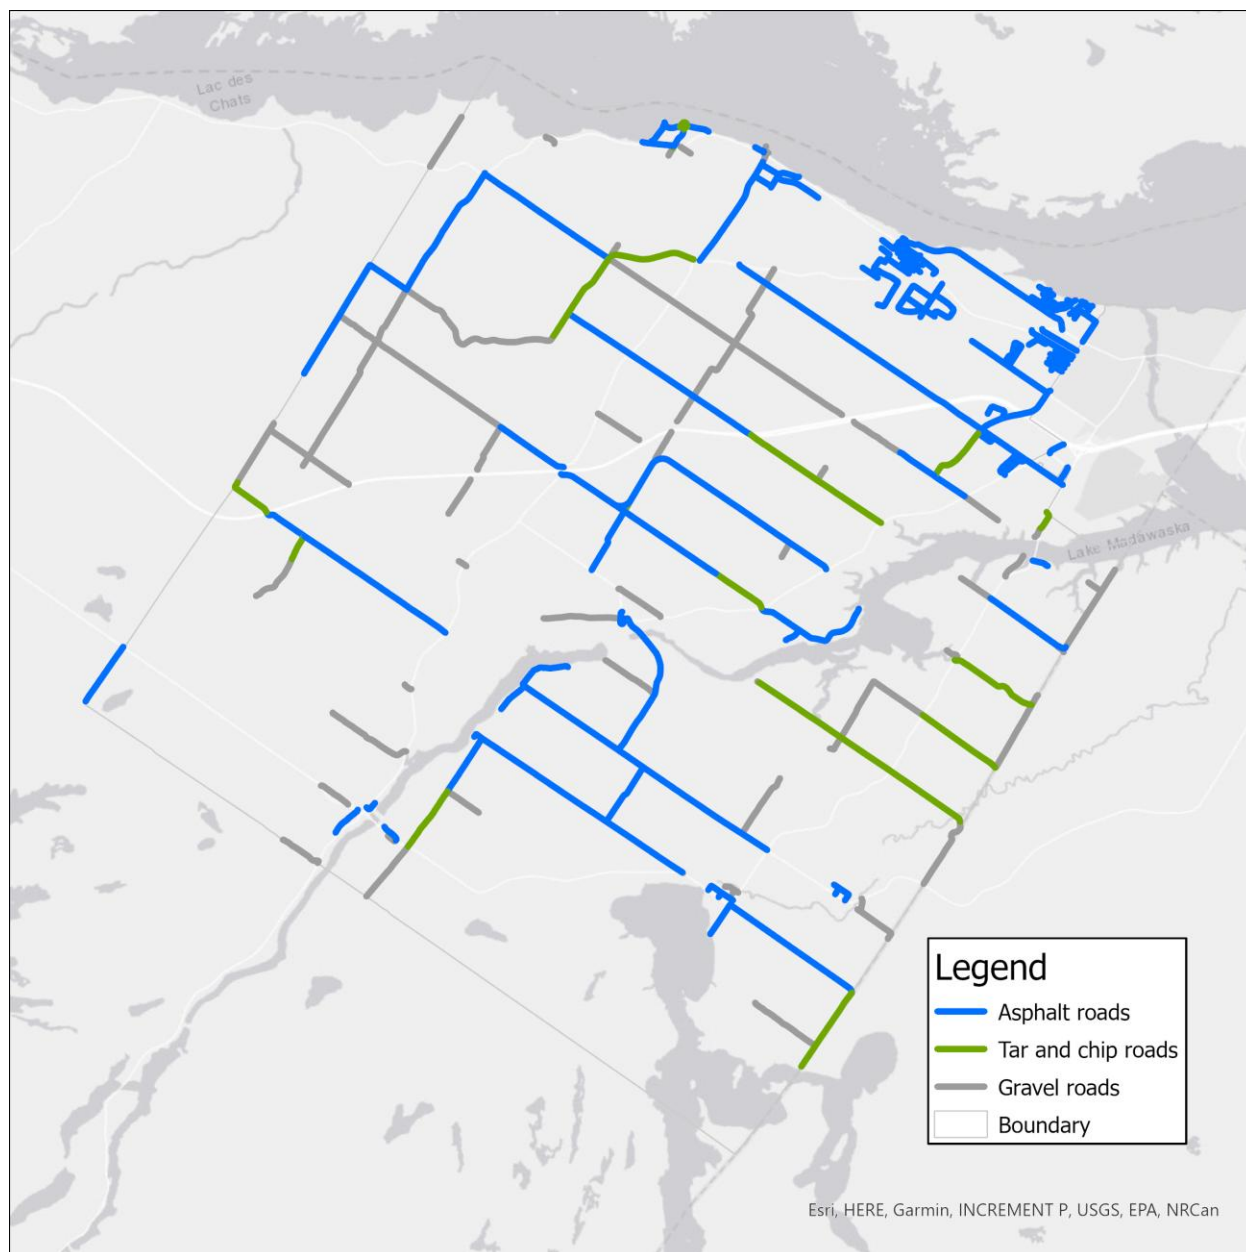 Lac des
Chats
Lake Madawaska
Legend
Asphalt roads
Tar and chip roads
Gravel roads
Boundary
Esri, HERE, Garmin, INCREMENT P, USGS, EPA, NRCan